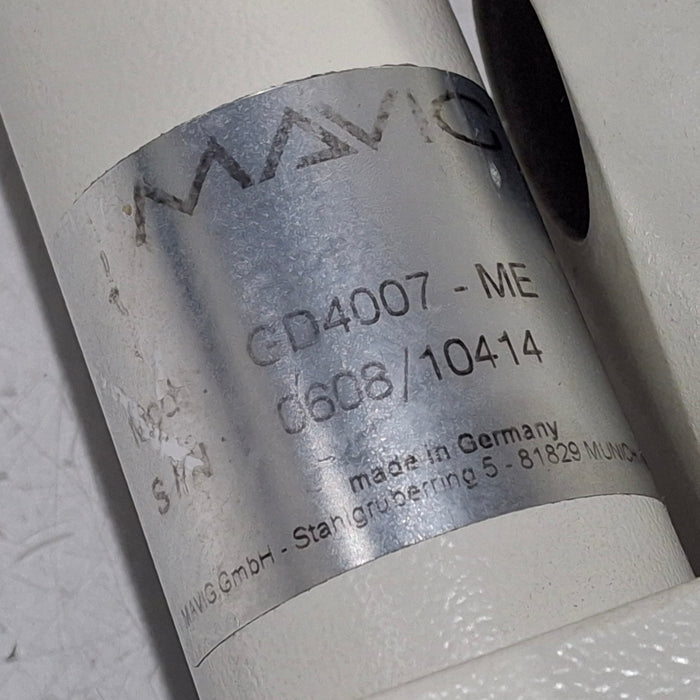 MAVIG
GD4007 - ME
S/N 0608/10414
made in Germany
MAVIG GmbH - Stahlgruberring 5 - 81829 MUNICH